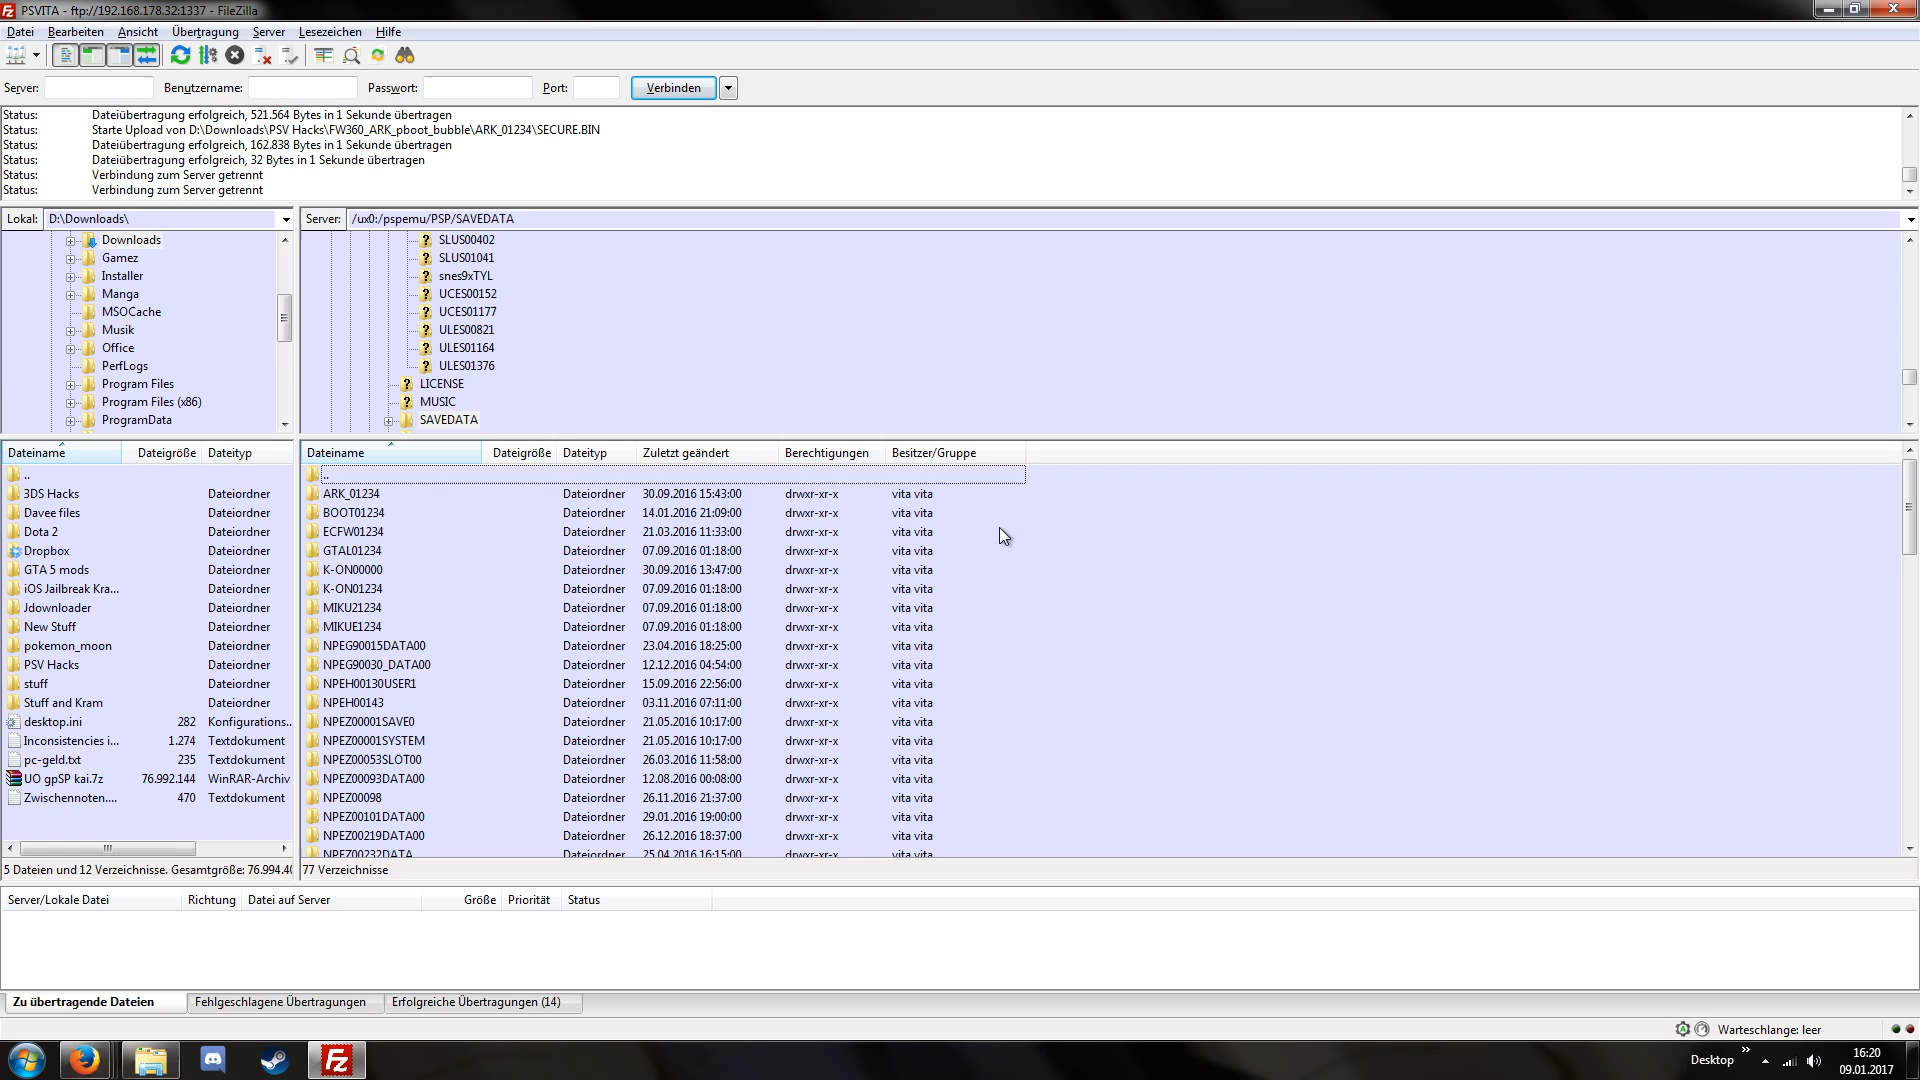 PSVITA - ftp://192.168.178.32:1337 - FileZilla
Datei Bearbeiten Ansicht Übertragung Server Lesezeichen Hilfe
Server: Benutzername: Passwort: Port: Verbinden
Status: Dateiübertragung erfolgreich, 521.564 Bytes in 1 Sekunde übertragen
Status: Starte Upload von D:\Downloads\PSV Hacks\FW360_ARK_pboot_bubble\ARK_01234\SECURE.BIN
Status: Dateiübertragung erfolgreich, 162.838 Bytes in 1 Sekunde übertragen
Status: Dateiübertragung erfolgreich, 32 Bytes in 1 Sekunde übertragen
Status: Verbindung zum Server getrennt
Status: Verbindung zum Server getrennt
Lokal: D:\Downloads\
Downloads
Gamez
Installer
Manga
MSOCache
Musik
Office
PerfLogs
Program Files
Program Files (x86)
ProgramData
Server: /ux0:/pspemu/PSP/SAVEDATA
SLUS00402
SLUS01041
snes9xTYL
UCES00152
UCES01177
ULES00821
ULES01164
ULES01376
LICENSE
MUSIC
SAVEDATA
Dateiname Dateigröße Dateityp
..
3DS Hacks Dateiordner
Davee files Dateiordner
Dota 2 Dateiordner
Dropbox Dateiordner
GTA 5 mods Dateiordner
iOS Jailbreak Kra... Dateiordner
Jdownloader Dateiordner
New Stuff Dateiordner
pokemon_moon Dateiordner
PSV Hacks Dateiordner
stuff Dateiordner
Stuff and Kram Dateiordner
desktop.ini 282 Konfigurations...
Inconsistencies i... 1.274 Textdokument
pc-geld.txt 235 Textdokument
UO gpSP kai.7z 76.992.144 WinRAR-Archiv
Zwischennoten.... 470 Textdokument
5 Dateien und 12 Verzeichnisse. Gesamtgröße: 76.994.40
Dateiname Dateigröße Dateityp Zuletzt geändert Berechtigungen Besitzer/Gruppe
..
ARK_01234 Dateiordner 30.09.2016 15:43:00 drwxr-xr-x vita vita
BOOT01234 Dateiordner 14.01.2016 21:09:00 drwxr-xr-x vita vita
ECFW01234 Dateiordner 21.03.2016 11:33:00 drwxr-xr-x vita vita
GTAL01234 Dateiordner 07.09.2016 01:18:00 drwxr-xr-x vita vita
K-ON00000 Dateiordner 30.09.2016 13:47:00 drwxr-xr-x vita vita
K-ON01234 Dateiordner 07.09.2016 01:18:00 drwxr-xr-x vita vita
MIKU21234 Dateiordner 07.09.2016 01:18:00 drwxr-xr-x vita vita
MIKUE1234 Dateiordner 07.09.2016 01:18:00 drwxr-xr-x vita vita
NPEG90015DATA00 Dateiordner 23.04.2016 18:25:00 drwxr-xr-x vita vita
NPEG90030_DATA00 Dateiordner 12.12.2016 04:54:00 drwxr-xr-x vita vita
NPEH00130USER1 Dateiordner 15.09.2016 22:56:00 drwxr-xr-x vita vita
NPEH00143 Dateiordner 03.11.2016 07:11:00 drwxr-xr-x vita vita
NPEZ00001SAVE0 Dateiordner 21.05.2016 10:17:00 drwxr-xr-x vita vita
NPEZ00001SYSTEM Dateiordner 21.05.2016 10:17:00 drwxr-xr-x vita vita
NPEZ00053SLOT00 Dateiordner 26.03.2016 11:58:00 drwxr-xr-x vita vita
NPEZ00093DATA00 Dateiordner 12.08.2016 00:08:00 drwxr-xr-x vita vita
NPEZ00098 Dateiordner 26.11.2016 21:37:00 drwxr-xr-x vita vita
NPEZ00101DATA00 Dateiordner 29.01.2016 19:00:00 drwxr-xr-x vita vita
NPEZ00219DATA00 Dateiordner 26.12.2016 18:37:00 drwxr-xr-x vita vita
NPEZ00232DATA Dateiordner 25.04.2016 16:15:00 drwxr-xr-x vita vita
77 Verzeichnisse
Server/Lokale Datei Richtung Datei auf Server Größe Priorität Status
Zu übertragende Dateien Fehlgeschlagene Übertragungen Erfolgreiche Übertragungen (14)
Warteschlange: leer
Desktop 16:20
09.01.2017